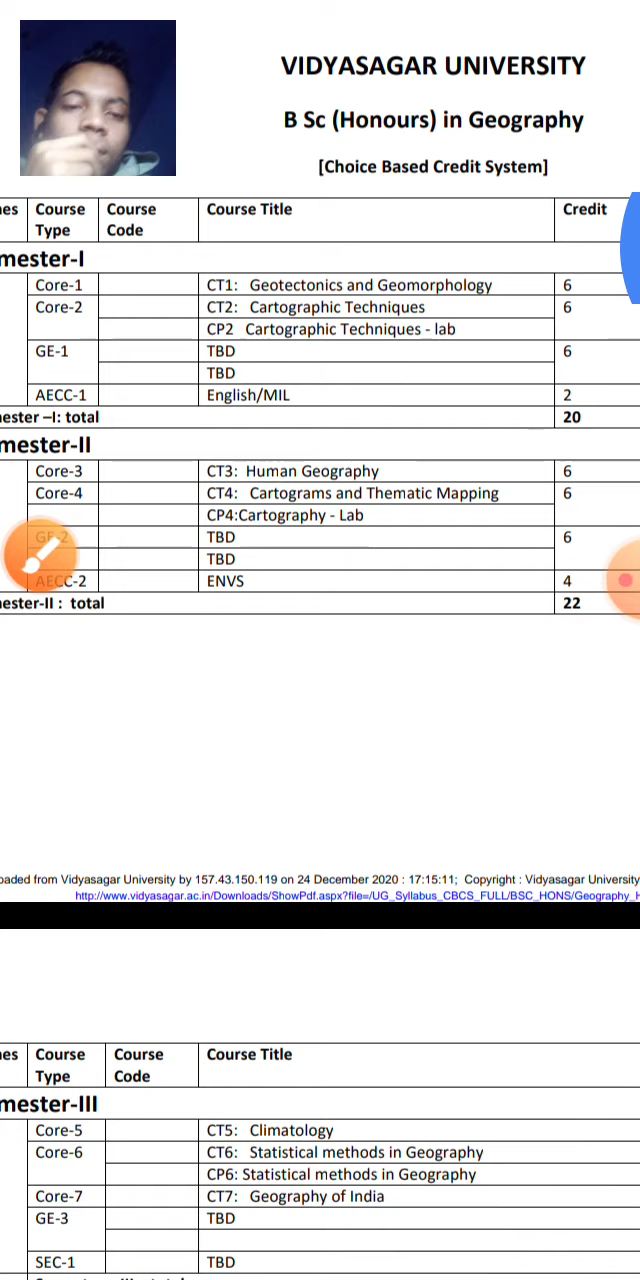 VIDYASAGAR UNIVERSITY
B Sc (Honours) in Geography
[Choice Based Credit System]
nes Course Type Course Code Course Title Credit
mester-I
Core-1 CT1: Geotectonics and Geomorphology 6
Core-2 CT2: Cartographic Techniques 6
CP2 Cartographic Techniques - lab
GE-1 TBD 6
TBD
AECC-1 English/MIL 2
ester –I: total 20
mester-II
Core-3 CT3: Human Geography 6
Core-4 CT4: Cartograms and Thematic Mapping 6
CP4:Cartography - Lab
GE-2 TBD 6
TBD
AECC-2 ENVS 4
ester-II : total 22
oaded from Vidyasagar University by 157.43.150.119 on 24 December 2020 : 17:15:11; Copyright : Vidyasagar University
http://www.vidyasagar.ac.in/Downloads/ShowPdf.aspx?file=/UG_Syllabus_CBCS_FULL/BSC_HONS/Geography_H
nes Course Type Course Code Course Title
mester-III
Core-5 CT5: Climatology
Core-6 CT6: Statistical methods in Geography
CP6: Statistical methods in Geography
Core-7 CT7: Geography of India
GE-3 TBD
SEC-1 TBD